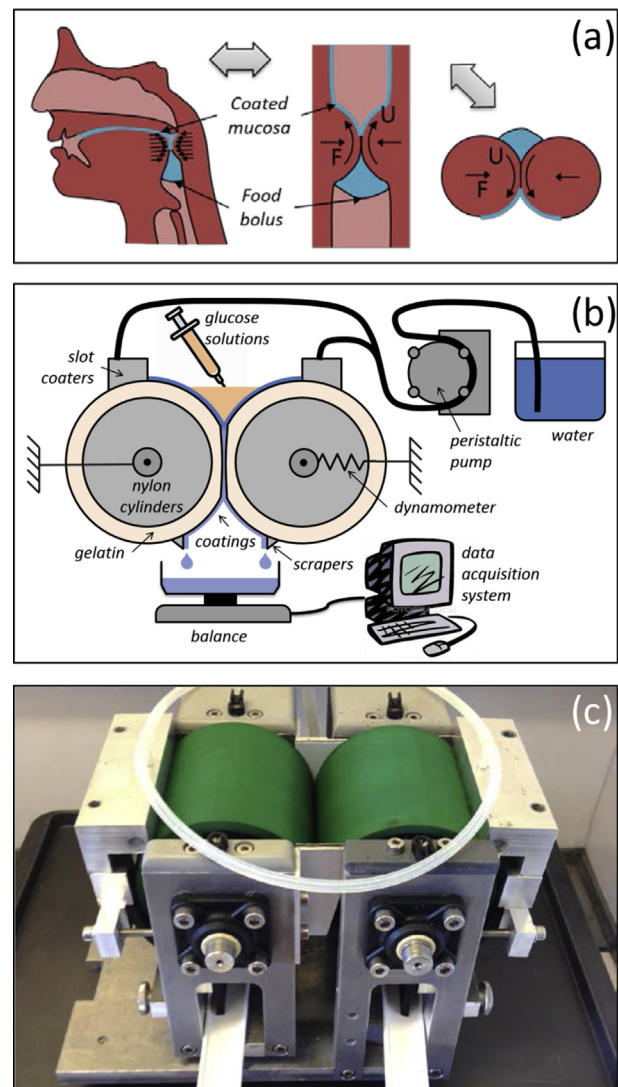 (a)
Coated
mucosa
Food
bolus
U
F
U
F
(b)
glucose
solutions
slot
coaters
peristaltic
pump
water
nylon
cylinders
dynamometer
gelatin
coatings
scrapers
data
acquisition
system
balance
(c)